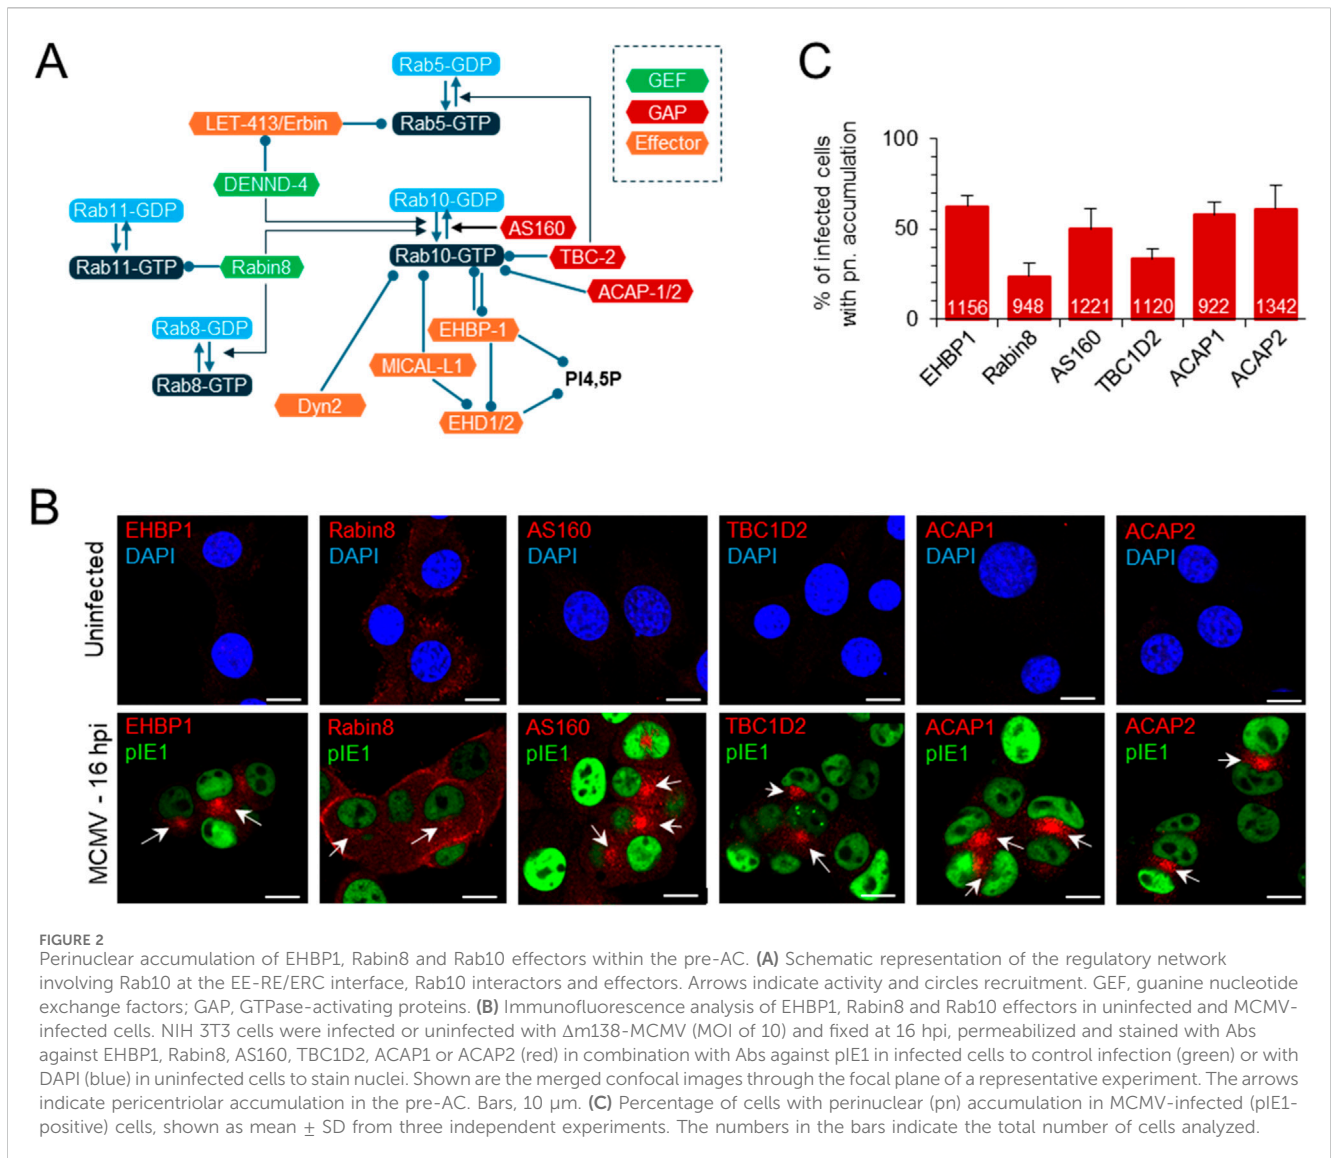 A
Rab5-GDP
Rab5-GTP
LET-413/Erbin
DENND-4
Rab11-GDP
Rab11-GTP
Rabin8
Rab10-GDP
Rab10-GTP
AS160
TBC-2
ACAP-1/2
Rab8-GDP
Rab8-GTP
EHBP-1
MICAL-L1
PI4,5P
Dyn2
EHD1/2
GEF
GAP
Effector
C
% of infected cells
with pn. accumulation
100
50
0
1156
948
1221
1120
922
1342
EHBP1
Rabin8
AS160
TBC1D2
ACAP1
ACAP2
B
Uninfected
EHBP1
DAPI
Rabin8
DAPI
AS160
DAPI
TBC1D2
DAPI
ACAP1
DAPI
ACAP2
DAPI
MCMV - 16 hpi
EHBP1
pIE1
Rabin8
pIE1
AS160
pIE1
TBC1D2
pIE1
ACAP1
pIE1
ACAP2
pIE1
FIGURE 2
Perinuclear accumulation of EHBP1, Rabin8 and Rab10 effectors within the pre-AC. (A) Schematic representation of the regulatory network
involving Rab10 at the EE-RE/ERC interface, Rab10 interactors and effectors. Arrows indicate activity and circles recruitment. GEF, guanine nucleotide
exchange factors; GAP, GTPase-activating proteins. (B) Immunofluorescence analysis of EHBP1, Rabin8 and Rab10 effectors in uninfected and MCMV-
infected cells. NIH 3T3 cells were infected or uninfected with Δm138-MCMV (MOI of 10) and fixed at 16 hpi, permeabilized and stained with Abs
against EHBP1, Rabin8, AS160, TBC1D2, ACAP1 or ACAP2 (red) in combination with Abs against pIE1 in infected cells to control infection (green) or with
DAPI (blue) in uninfected cells to stain nuclei. Shown are the merged confocal images through the focal plane of a representative experiment. The arrows
indicate pericentriolar accumulation in the pre-AC. Bars, 10 μm. (C) Percentage of cells with perinuclear (pn) accumulation in MCMV-infected (pIE1-
positive) cells, shown as mean ± SD from three independent experiments. The numbers in the bars indicate the total number of cells analyzed.